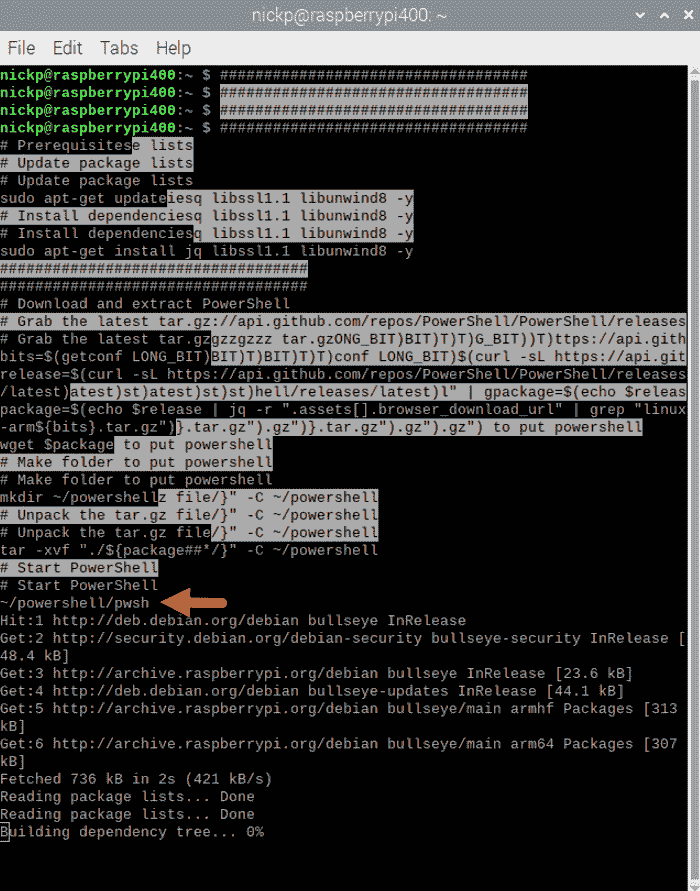 nickp@raspberrypi400: ~
File Edit Tabs Help
nickp@raspberrypi400:~ $ ###################################
nickp@raspberrypi400:~ $ ###################################
nickp@raspberrypi400:~ $ ###################################
nickp@raspberrypi400:~ $ ###################################
# Prerequisitese lists
# Update package lists
# Update package lists
sudo apt-get updateiesq libssl1.1 libunwind8 -y
# Install dependenciesq libssl1.1 libunwind8 -y
# Install dependenciesq libssl1.1 libunwind8 -y
sudo apt-get install jq libssl1.1 libunwind8 -y
###################################
###################################
# Download and extract PowerShell
# Grab the latest tar.gz://api.github.com/repos/PowerShell/PowerShell/releases
# Grab the latest tar.gzgzzgzzz tar.gzONG_BIT)BIT)T)T)G_BIT))T)ttps://api.gith
bits=$(getconf LONG_BIT)BIT)T)BIT)T)T)conf LONG_BIT)$(curl -sL https://api.git
release=$(curl -sL https://api.github.com/repos/PowerShell/PowerShell/releases
/latest)atest)st)atest)st)st)hell/releases/latest)l" | gpackage=$(echo $releas
package=$(echo $release | jq -r ".assets[].browser_download_url" | grep "linux
-arm${bits}.tar.gz")}.tar.gz").gz")}.tar.gz").gz").gz") to put powershell
wget $package to put powershell
# Make folder to put powershell
# Make folder to put powershell
mkdir ~/powershellz file/}" -C ~/powershell
# Unpack the tar.gz file/}" -C ~/powershell
# Unpack the tar.gz file/}" -C ~/powershell
tar -xvf "./${package##*/}" -C ~/powershell
# Start PowerShell
# Start PowerShell
~/powershell/pwsh
Hit:1 http://deb.debian.org/debian bullseye InRelease
Get:2 http://security.debian.org/debian-security bullseye-security InRelease [
48.4 kB]
Get:3 http://archive.raspberrypi.org/debian bullseye InRelease [23.6 kB]
Get:4 http://deb.debian.org/debian bullseye-updates InRelease [44.1 kB]
Get:5 http://archive.raspberrypi.org/debian bullseye/main armhf Packages [313
kB]
Get:6 http://archive.raspberrypi.org/debian bullseye/main arm64 Packages [307
kB]
Fetched 736 kB in 2s (421 kB/s)
Reading package lists... Done
Reading package lists... Done
Building dependency tree... 0%